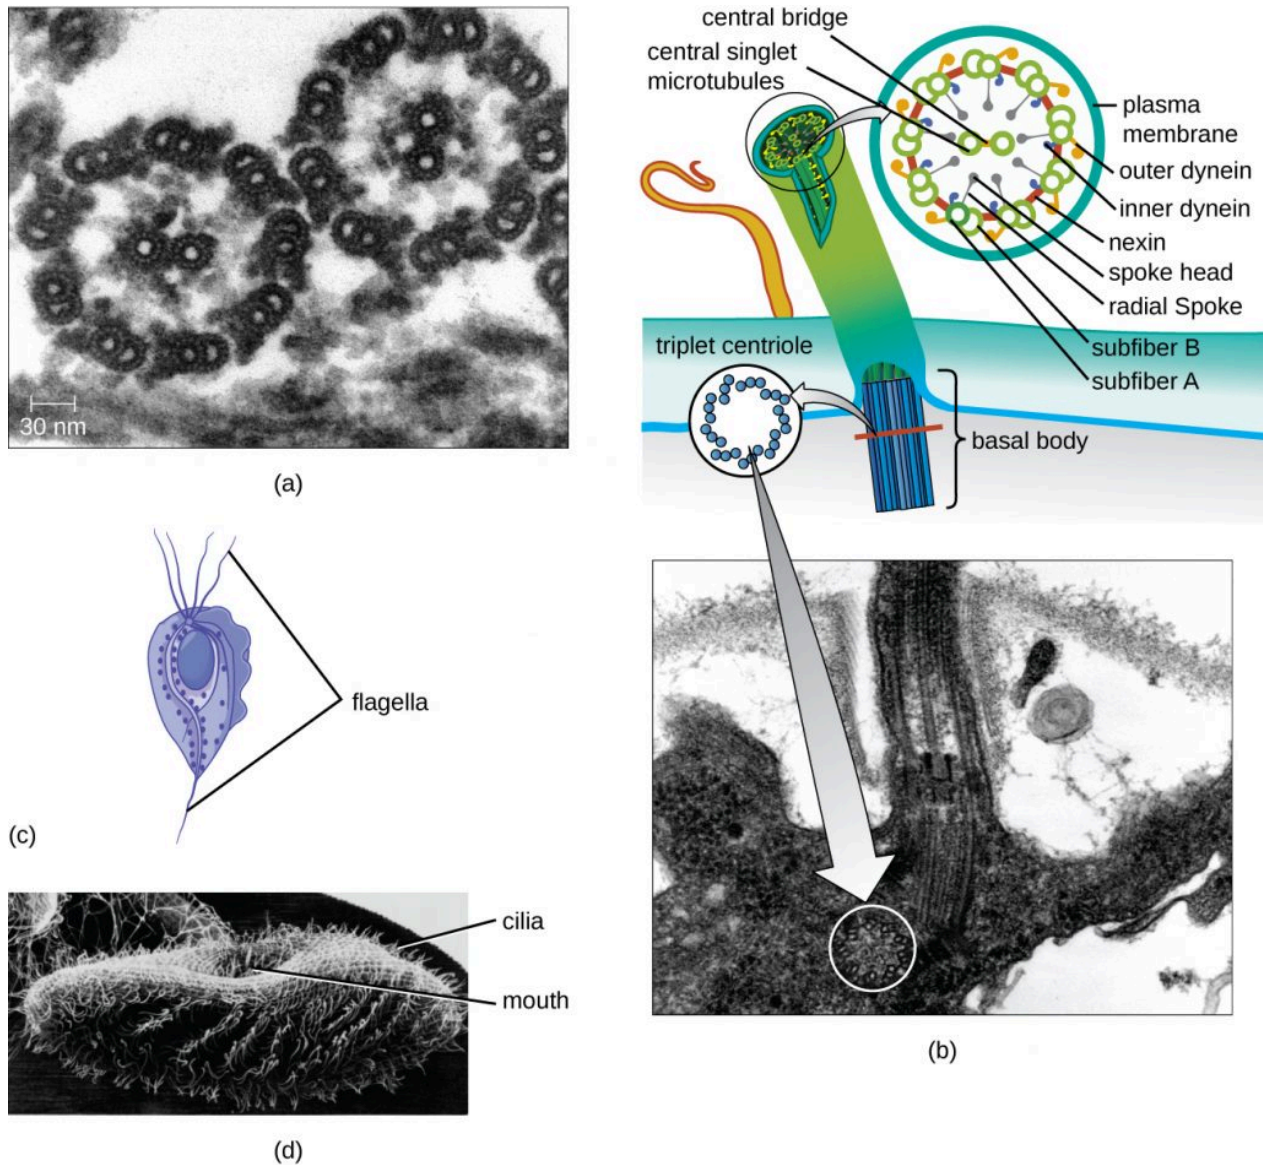 30 nm
(a)
central bridge
central singlet
microtubules
plasma
membrane
outer dynein
inner dynein
nexin
spoke head
radial Spoke
subfiber B
subfiber A
triplet centriole
basal body
flagella
(c)
cilia
mouth
(d)
(b)